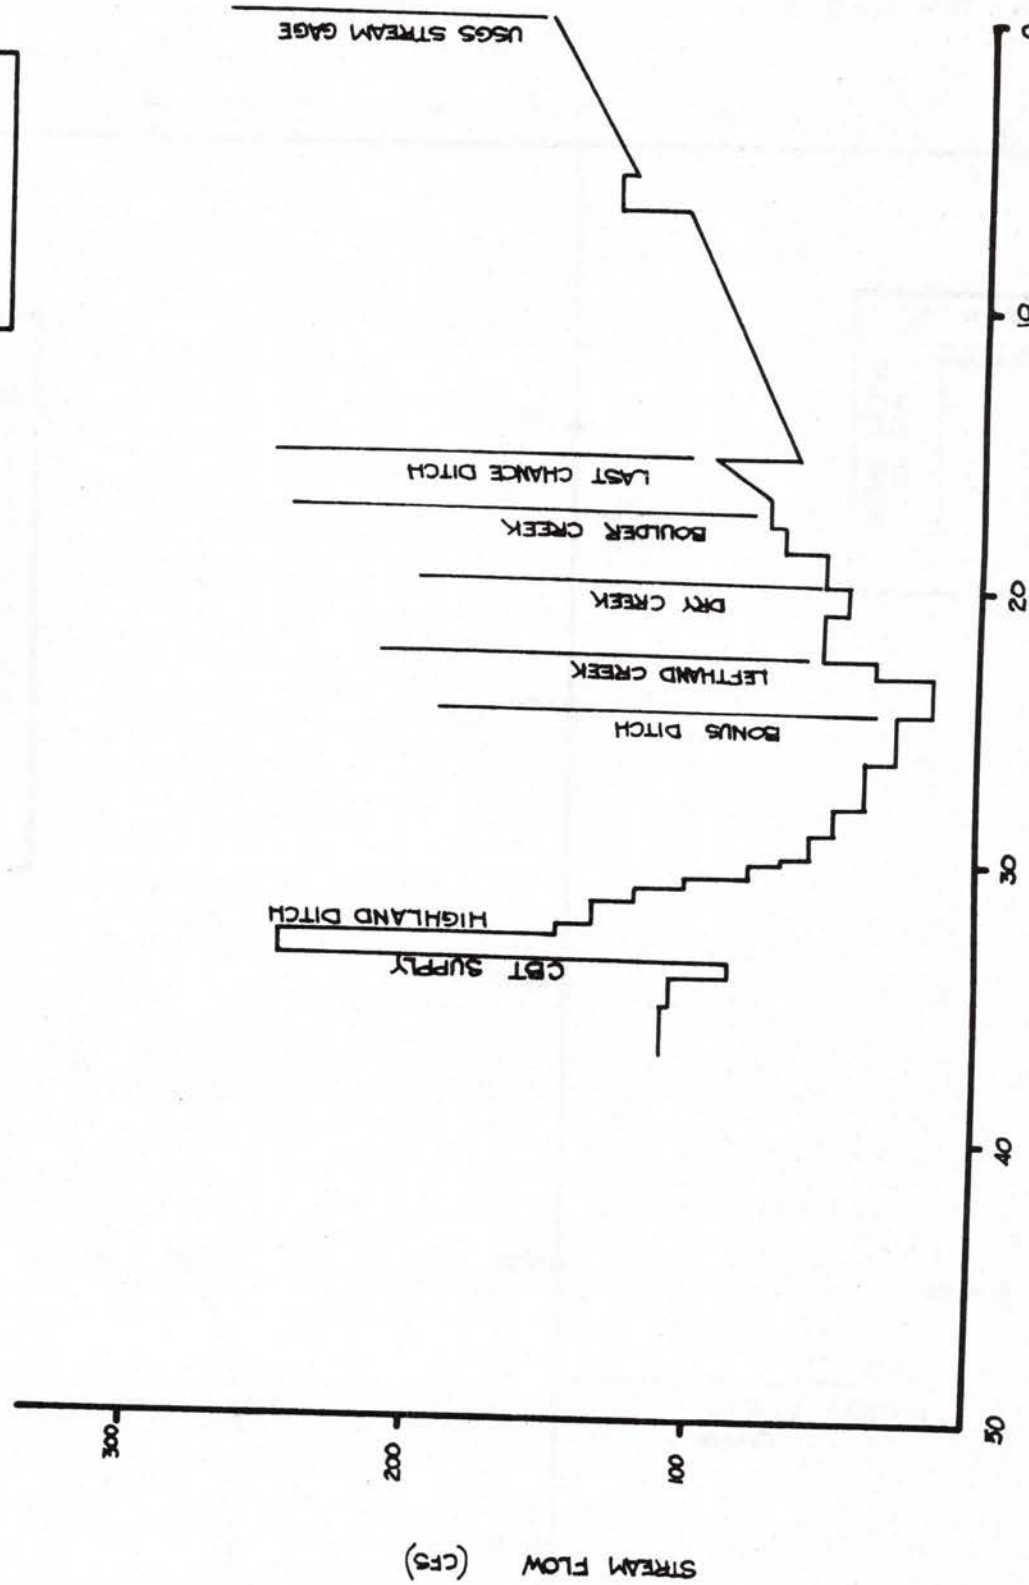 USGS STREAM GAGE
LAST CHANCE DITCH
BOULDER CREEK
DRY CREEK
LEFTHAND CREEK
BONUS DITCH
HIGHLAND DITCH
CBT SUPPLY
300
200
100
STREAM FLOW (CFS)
50
40
30
20
10
0